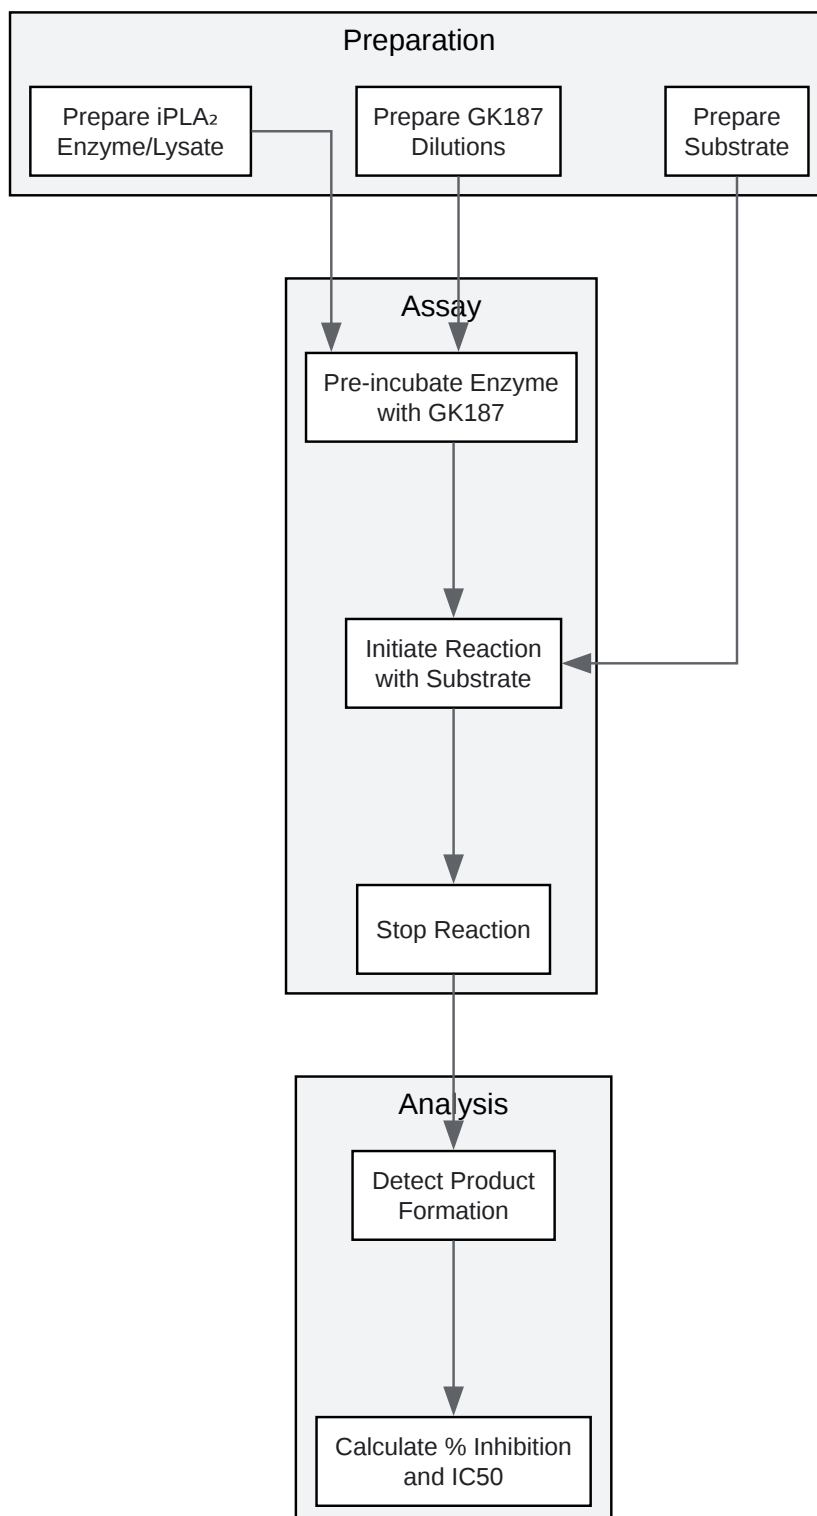 Preparation
Prepare iPLA₂
Enzyme/Lysate
Prepare GK187
Dilutions
Prepare
Substrate
Assay
Pre-incubate Enzyme
with GK187
Initiate Reaction
with Substrate
Stop Reaction
Analysis
Detect Product
Formation
Calculate % Inhibition
and IC50